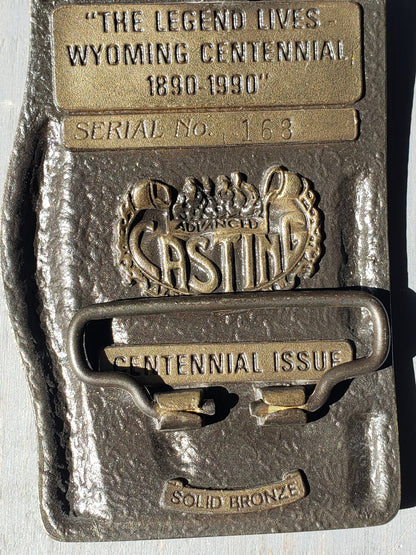 "THE LEGEND LIVES -
WYOMING CENTENNIAL
1890-1990"
SERIAL No. 163
ADVANCED
CASTING
CENTENNIAL ISSUE
SOLID BRONZE